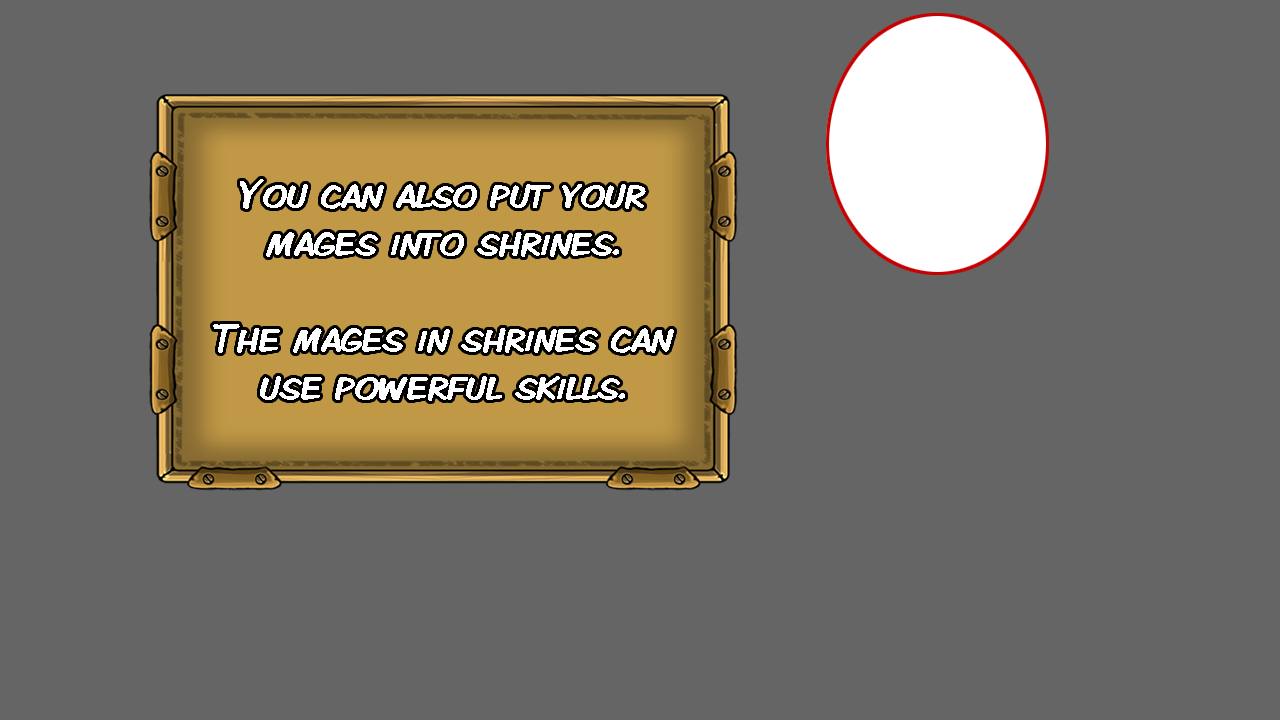 You can also put your
mages into shrines.
The mages in shrines can
use powerful skills.